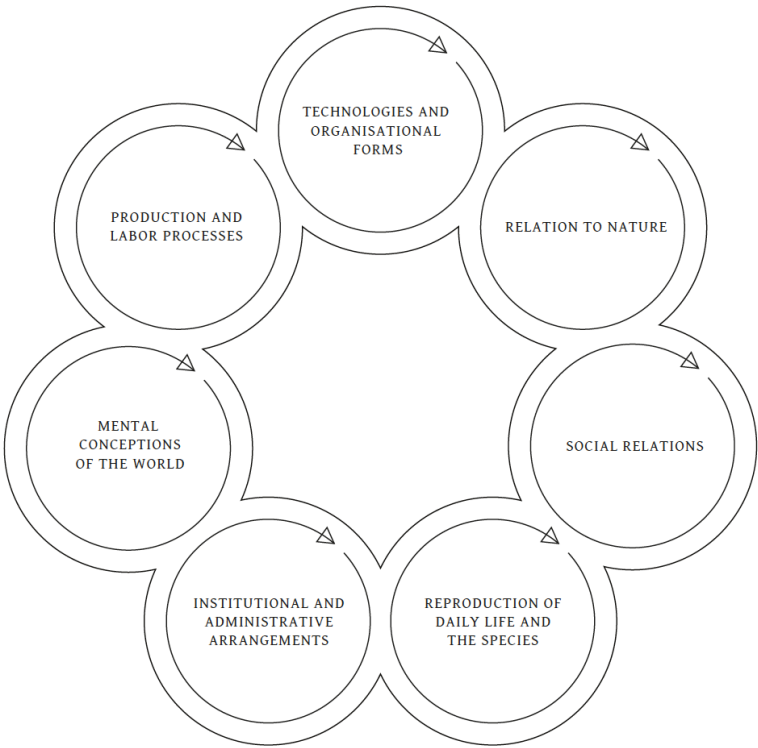 TECHNOLOGIES AND
ORGANISATIONAL
FORMS
PRODUCTION AND
LABOR PROCESSES
RELATION TO NATURE
MENTAL
CONCEPTIONS
OF THE WORLD
SOCIAL RELATIONS
INSTITUTIONAL AND
ADMINISTRATIVE
ARRANGEMENTS
REPRODUCTION OF
DAILY LIFE AND
THE SPECIES